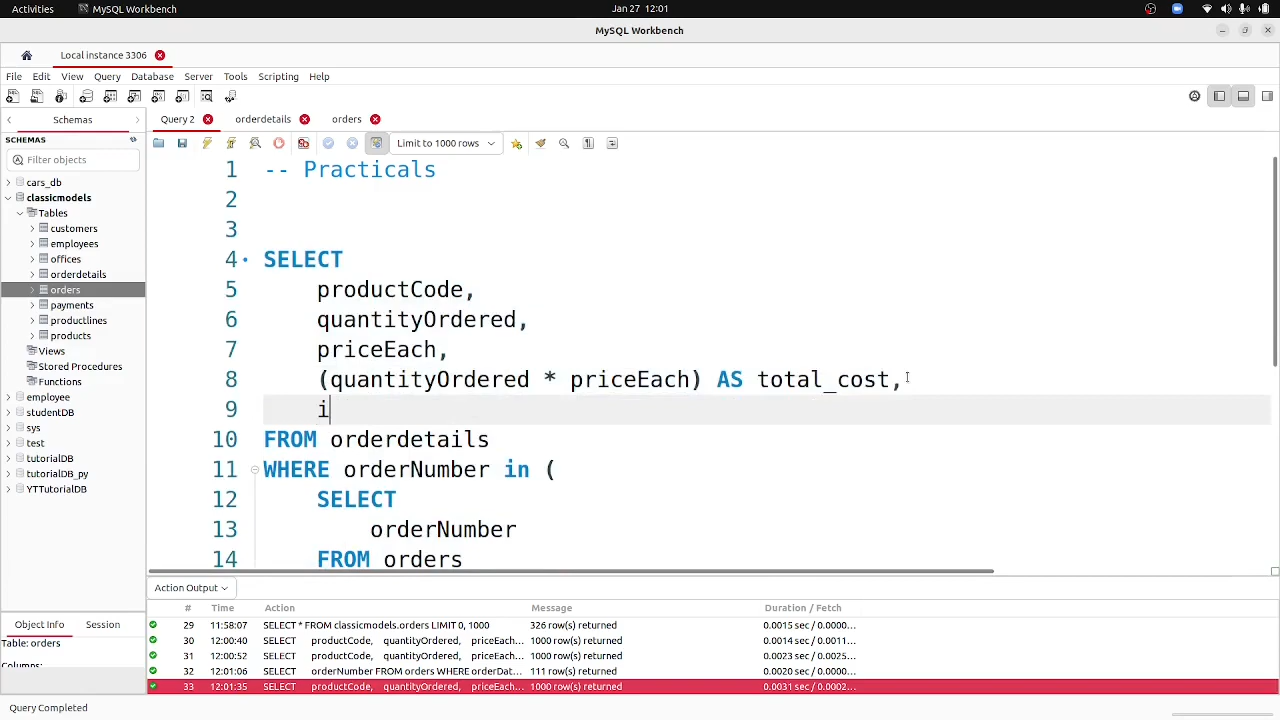 Activities MySQL Workbench Jan 27 12:01
MySQL Workbench
Local instance 3306
File Edit View Query Database Server Tools Scripting Help
Schemas Query 2 orderdetails orders
SCHEMAS
Limit to 1000 rows
Filter objects
cars_db
classicmodels
Tables
customers
employees
offices
orderdetails
orders
payments
productlines
products
Views
Stored Procedures
Functions
employee
studentDB
sys
test
tutorialDB
tutorialDB_py
YTTutorialDB
1 -- Practicals
2
3
4 SELECT
5 productCode,
6 quantityOrdered,
7 priceEach,
8 (quantityOrdered * priceEach) AS total_cost,
9 i
10 FROM orderdetails
11 WHERE orderNumber in (
12 SELECT
13 orderNumber
14 FROM orders
Action Output
# Time Action Message Duration / Fetch
29 11:58:07 SELECT * FROM classicmodels.orders LIMIT 0, 1000 326 row(s) returned 0.0015 sec / 0.0000...
30 12:00:40 SELECT productCode, quantityOrdered, priceEach... 1000 row(s) returned 0.0014 sec / 0.0011...
31 12:00:52 SELECT productCode, quantityOrdered, priceEach... 1000 row(s) returned 0.0023 sec / 0.0025...
32 12:01:06 SELECT orderNumber FROM orders WHERE orderDat... 111 row(s) returned 0.0020 sec / 0.0000...
33 12:01:35 SELECT productCode, quantityOrdered, priceEach... 1000 row(s) returned 0.0031 sec / 0.0002...
Object Info Session
Table: orders
Columns:
Query Completed